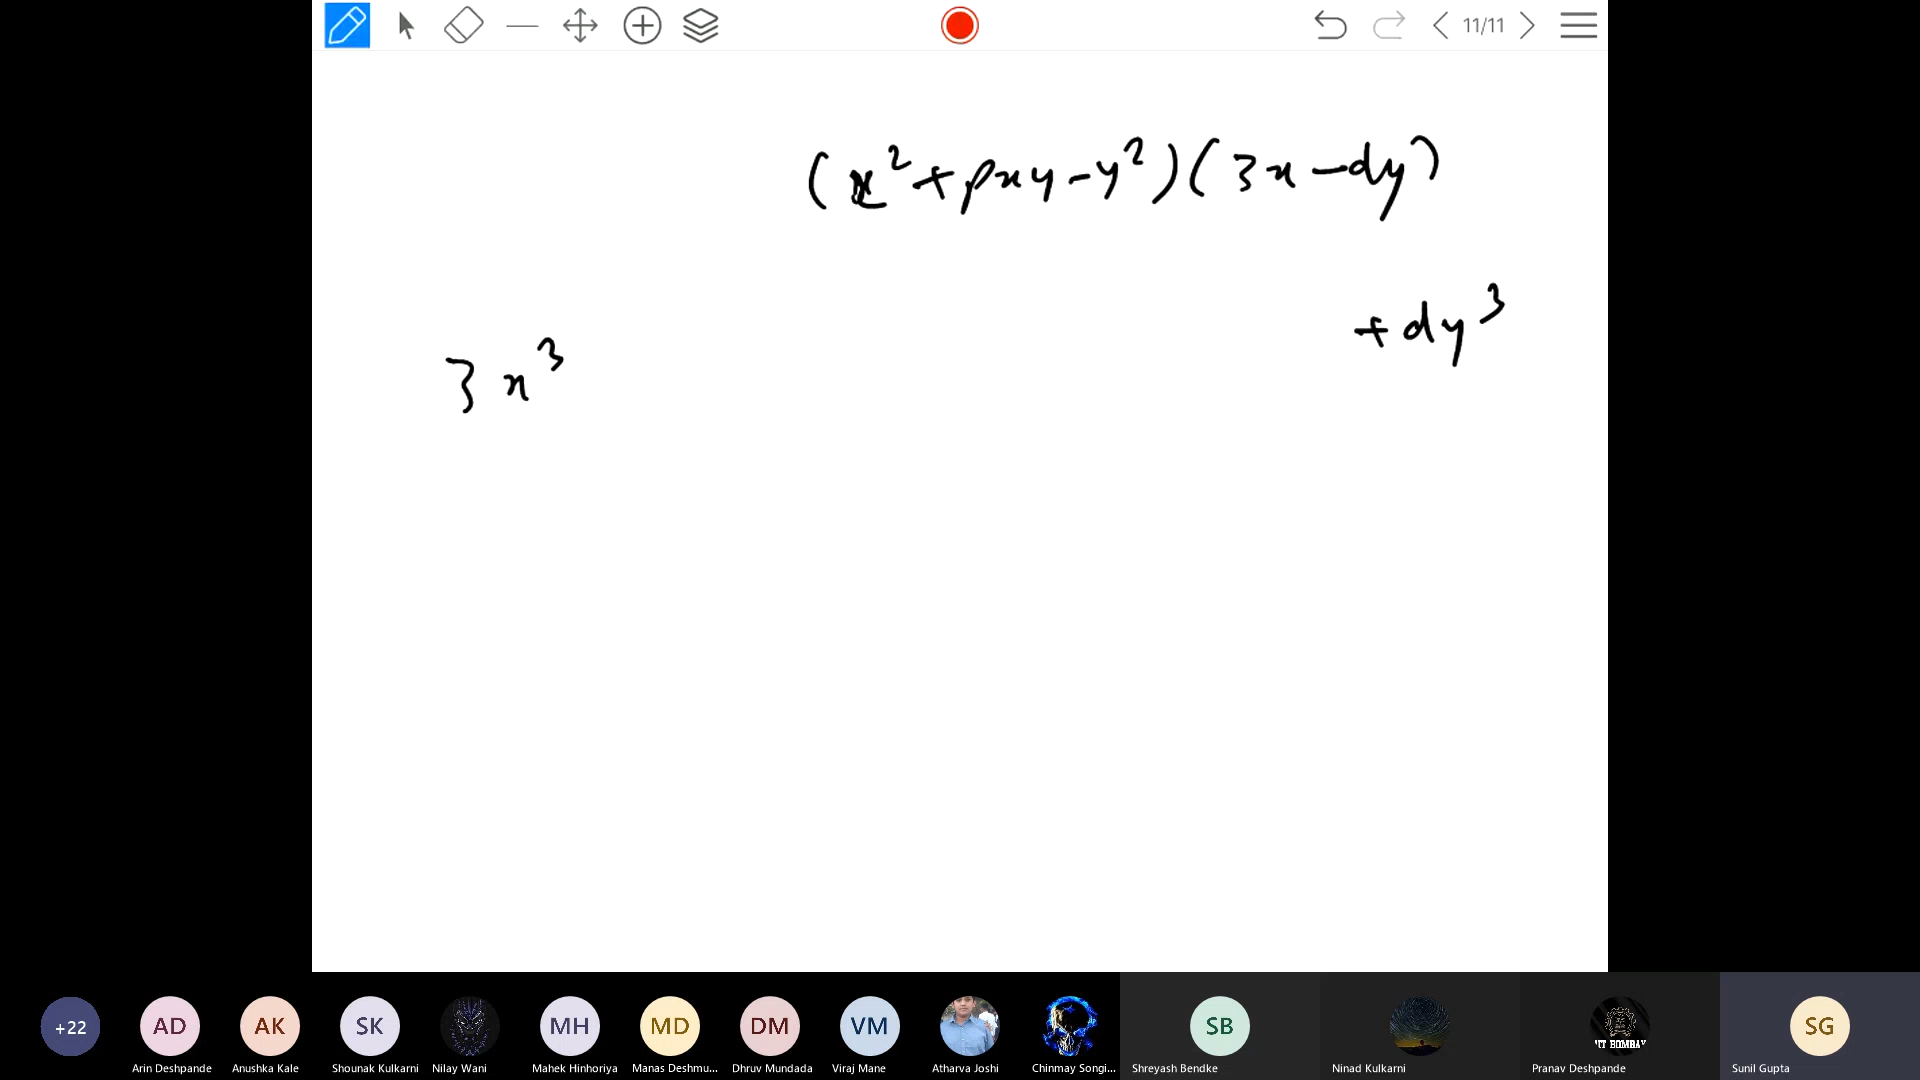 11/11
(x²+pxy-y²)(3x-dy)
+dy³
3x³
+22
AD
AK
SK
MH
MD
DM
VM
SB
"IT BOMBAY
SG
Arin Deshpande
Anushka Kale
Shounak Kulkarni
Nilay Wani
Mahek Hinhoriya
Manas Deshmu...
Dhruv Mundada
Viraj Mane
Atharva Joshi
Chinmay Songi...
Shreyash Bendke
Ninad Kulkarni
Pranav Deshpande
Sunil Gupta